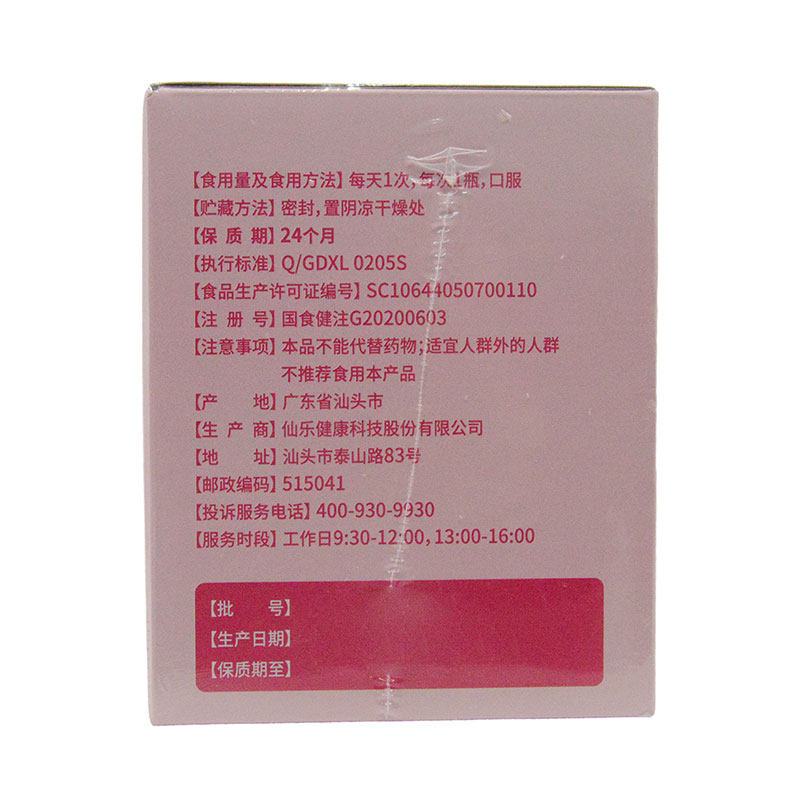 【食用量及食用方法】每天1次，每次1瓶，口服
【贮藏方法】密封，置阴凉干燥处
【保 质 期】24个月
【执行标准】Q/GDXL 0205S
【食品生产许可证编号】SC10644050700110
【注 册 号】国食健注G20200603
【注意事项】本品不能代替药物；适宜人群外的人群
不推荐食用本产品
【产 地】广东省汕头市
【生 产 商】仙乐健康科技股份有限公司
【地 址】汕头市泰山路83号
【邮政编码】515041
【投诉服务电话】400-930-9930
【服务时段】工作日9:30-12:00，13:00-16:00
【批 号】
【生产日期】
【保质期至】